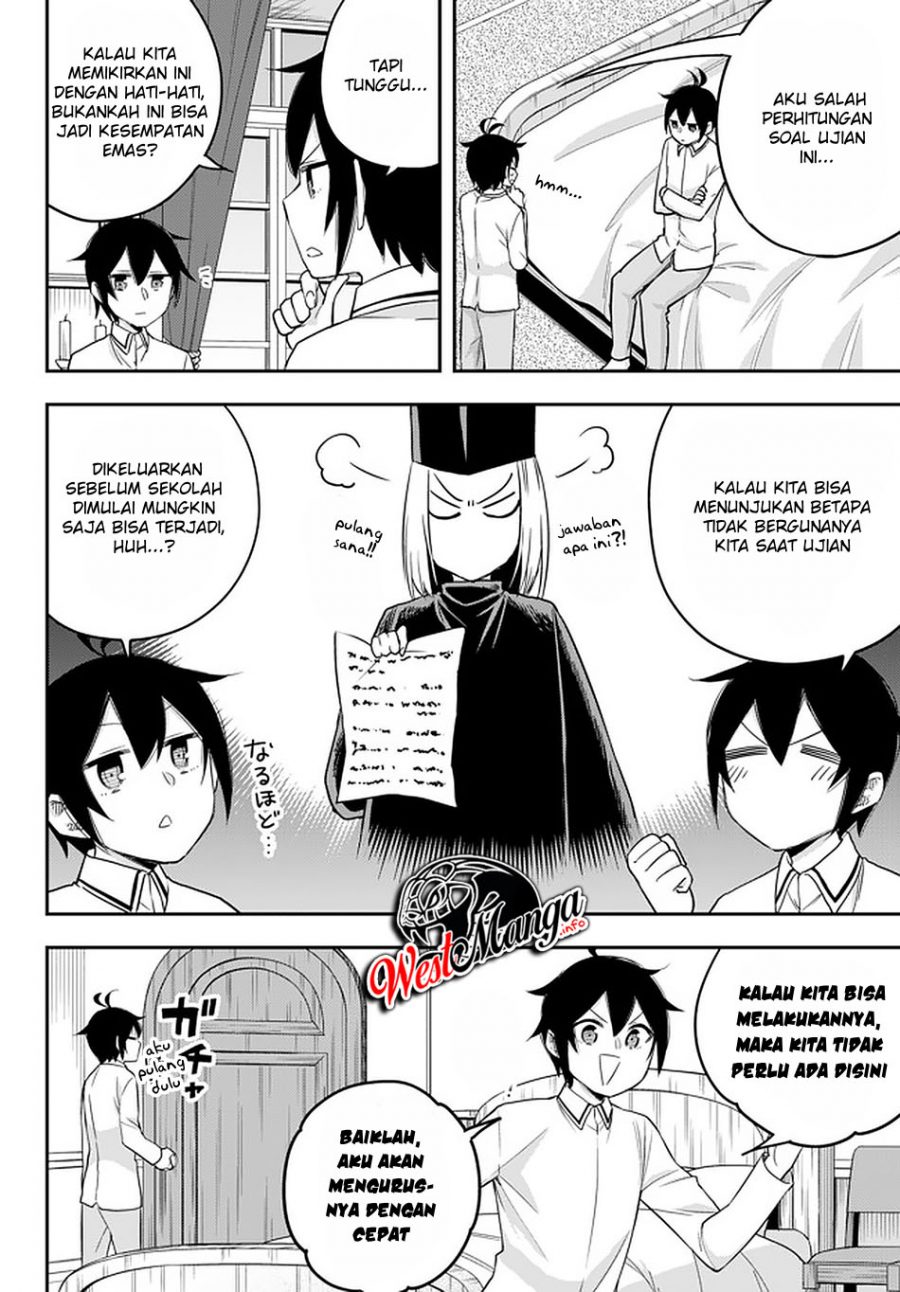 AKU SALAH
PERHITUNGAN
SOAL UJIAN
INI...
hmm...
TAPI
TUNGGU...
KALAU KITA
MEMIKIRKAN INI
DENGAN HATI-HATI,
BUKANKAH INI BISA
JADI KESEMPATAN
EMAS?
KALAU KITA BISA
MENUNJUKAN BETAPA
TIDAK BERGUNANYA
KITA SAAT UJIAN
jawaban
apa ini?!
pulang
sana!!
DIKELUARKAN
SEBELUM SEKOLAH
DIMULAI MUNGKIN
SAJA BISA TERJADI,
HUH...?
なるほど...
WestManga
.info
KALAU KITA BISA
MELAKUKANNYA,
MAKA KITA TIDAK
PERLU ADA DISINI
BAIKLAH,
AKU AKAN
MENGURUS-
NYA DENGAN
CEPAT
ガチャ
aku
pulang
dulu